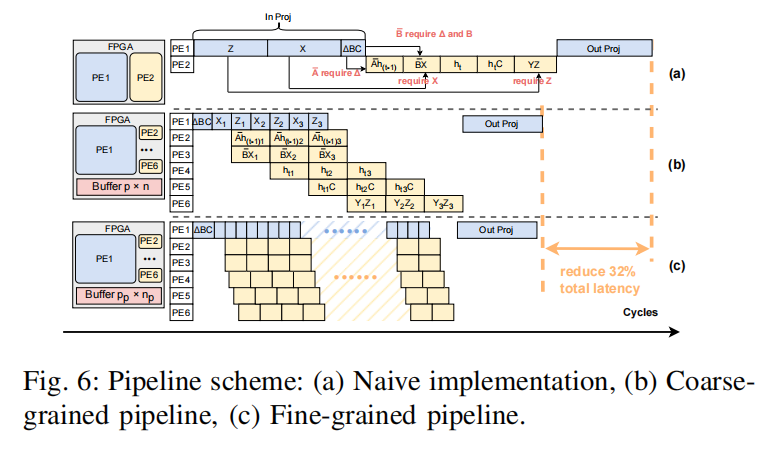 In Proj
B̅ require Δ and B
FPGA
PE1
PE2
PE1 Z X ΔBC Out Proj
PE2 A̅h(t-1) B̅X ht htC YZ
A̅ require Δ
require X
require Z
(a)
FPGA
PE1
PE2
•••
PE6
Buffer p × n
PE1 ΔBC X1 Z1 X2 Z2 X3 Z3 Out Proj
PE2 A̅h(t-1)1 A̅h(t-1)2 A̅h(t-1)3
PE3 B̅X1 B̅X2 B̅X3
PE4 ht1 ht2 ht3
PE5 ht1C ht2C ht3C
PE6 Y1Z1 Y2Z2 Y3Z3
(b)
FPGA
PE1
PE2
•••
PE6
Buffer pp × np
PE1 ΔBC •••••• Out Proj
PE2
PE3
PE4 ••••••
PE5
PE6
reduce 32%
total latency
(c)
Cycles
Fig. 6: Pipeline scheme: (a) Naive implementation, (b) Coarse-
grained pipeline, (c) Fine-grained pipeline.